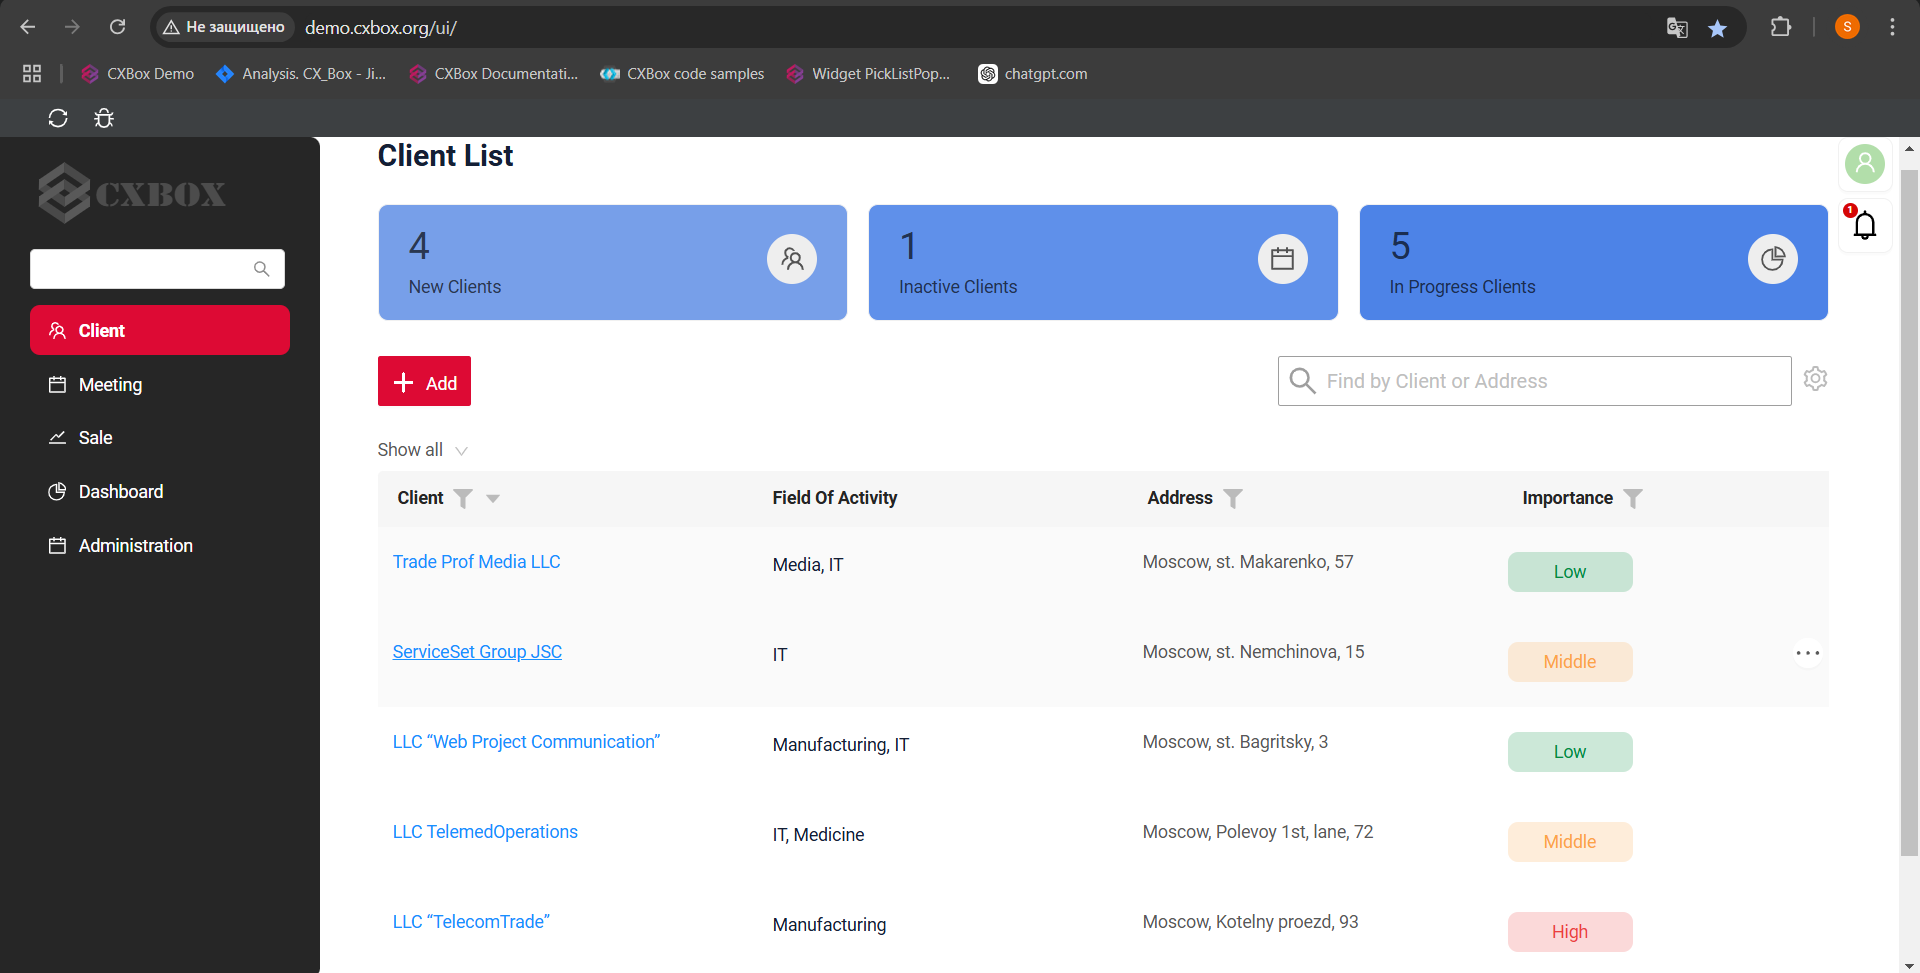 Не защищено
demo.cxbox.org/ui/
S
CXBox Demo
Analysis. CX_Box - Ji...
CXBox Documentati...
CXBox code samples
Widget PickListPop...
chatgpt.com
CXBOX
Client
Meeting
Sale
Dashboard
Administration
Client List
1
4
New Clients
1
Inactive Clients
5
In Progress Clients
Add
Find by Client or Address
Show all
Client Field Of Activity Address Importance
Trade Prof Media LLC Media, IT Moscow, st. Makarenko, 57 Low
ServiceSet Group JSC IT Moscow, st. Nemchinova, 15 Middle
LLC “Web Project Communication” Manufacturing, IT Moscow, st. Bagritsky, 3 Low
LLC TelemedOperations IT, Medicine Moscow, Polevoy 1st, lane, 72 Middle
LLC “TelecomTrade” Manufacturing Moscow, Kotelny proezd, 93 High